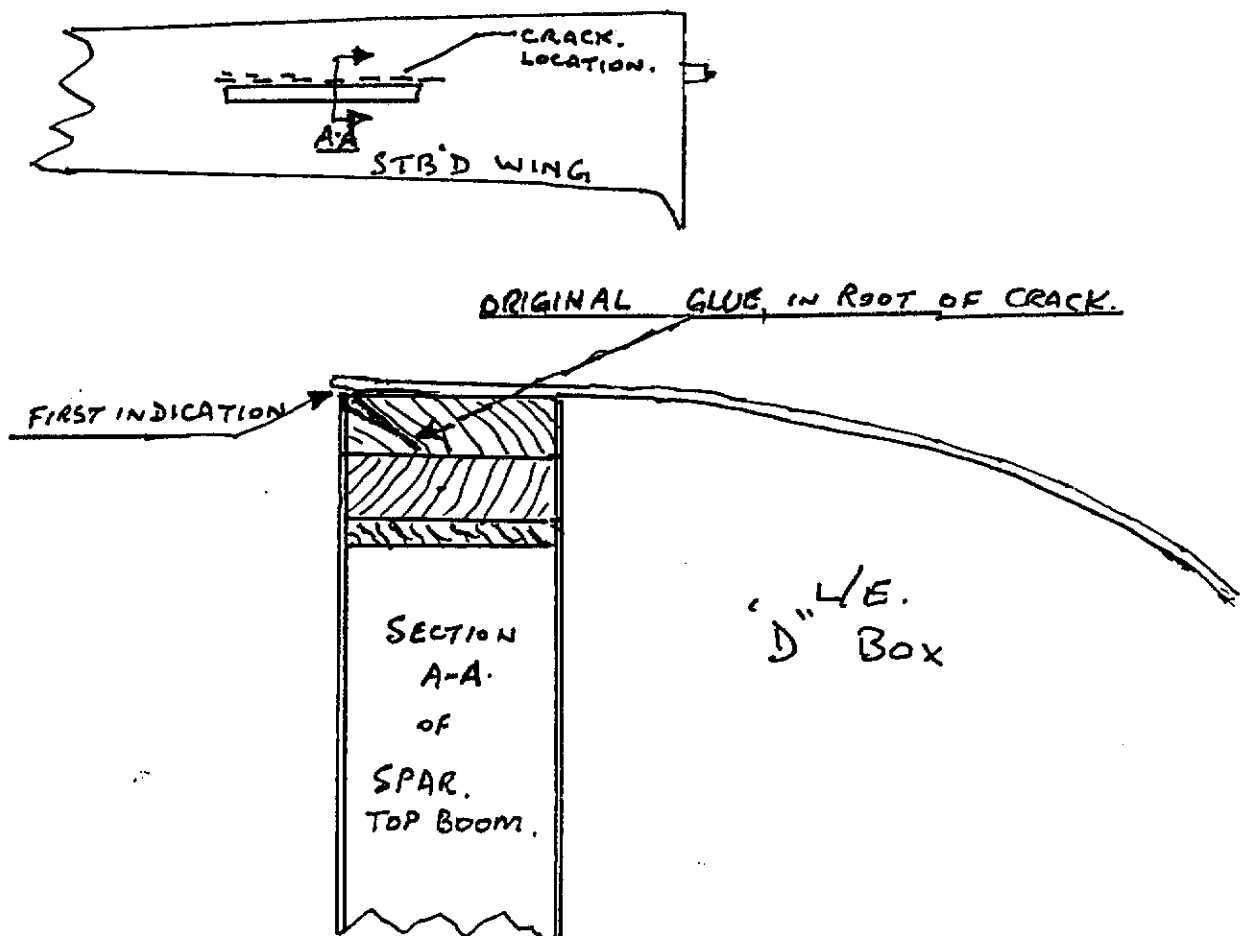 CRACK.
LOCATION.
A-A
STB'D WING
ORIGINAL GLUE, IN ROOT OF CRACK.
FIRST INDICATION
"D" L/E.
BOX
SECTION
A-A.
OF
SPAR.
TOP BOOM.